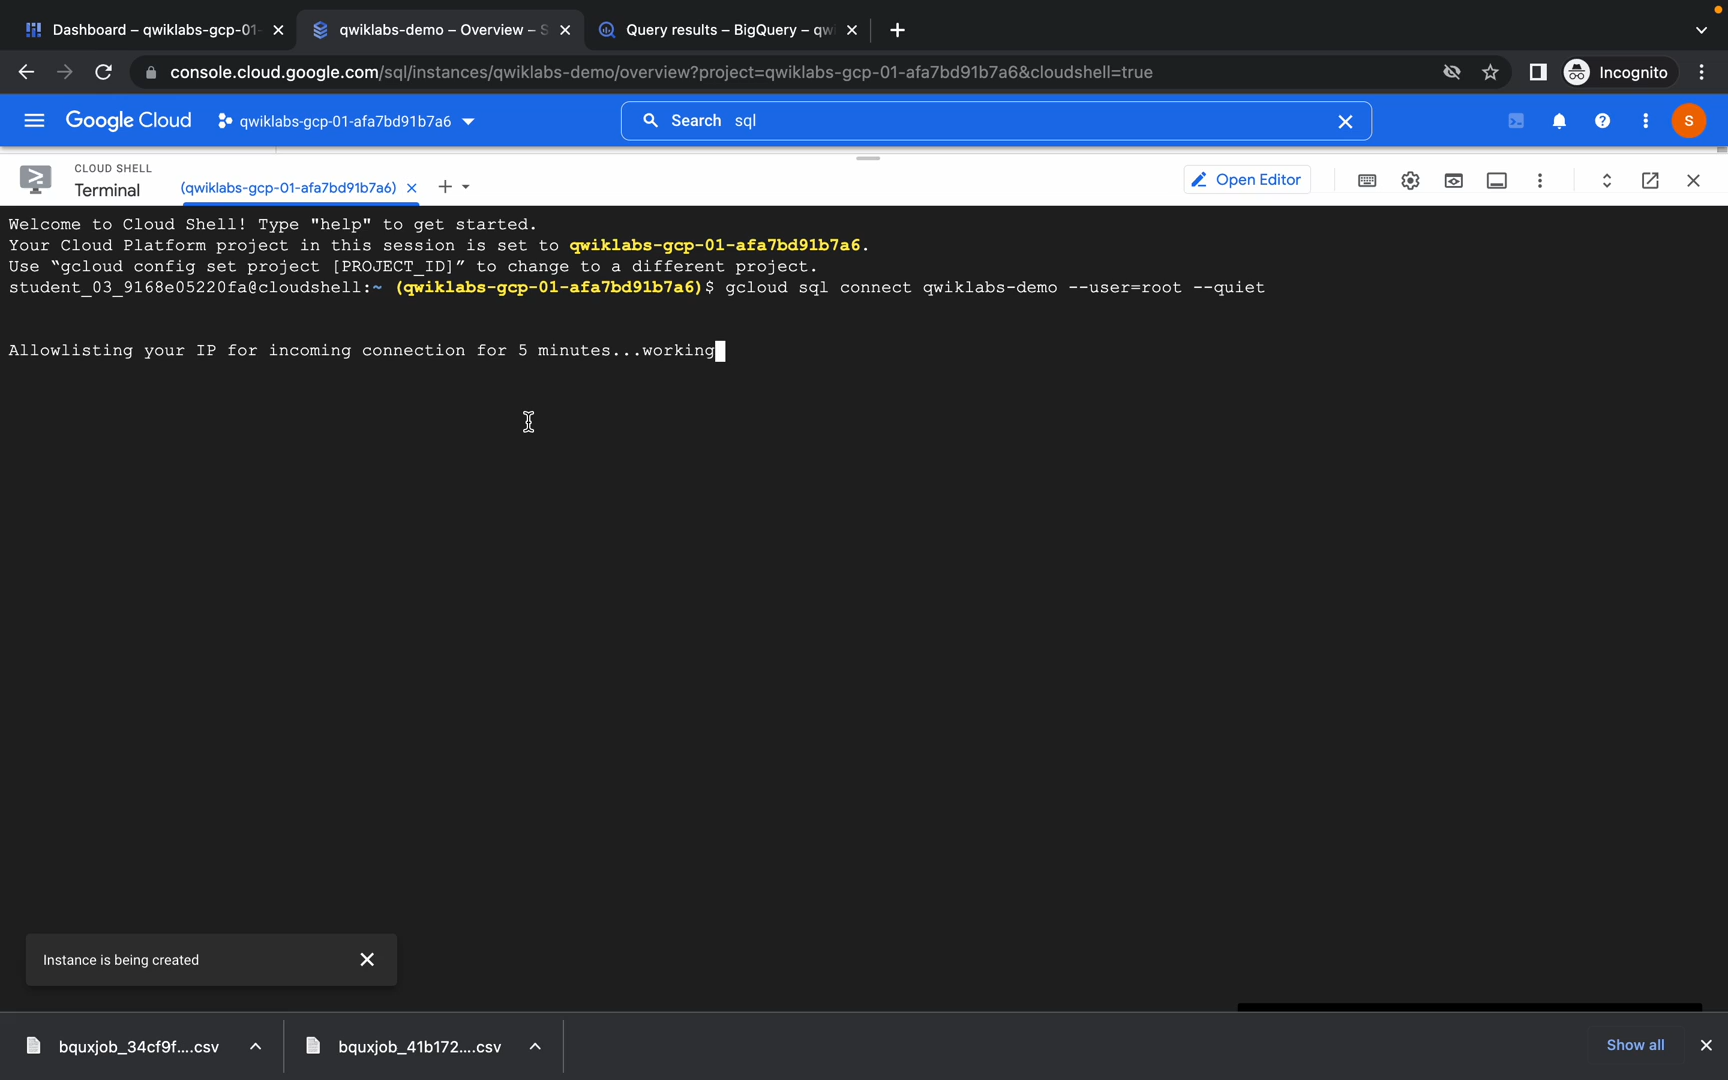 Dashboard – qwiklabs-gcp-01-
qwiklabs-demo – Overview – S
Query results – BigQuery – qwi
console.cloud.google.com/sql/instances/qwiklabs-demo/overview?project=qwiklabs-gcp-01-afa7bd91b7a6&cloudshell=true
Incognito
Google Cloud
qwiklabs-gcp-01-afa7bd91b7a6
Search sql
S
CLOUD SHELL
Terminal
(qwiklabs-gcp-01-afa7bd91b7a6)
Open Editor
Welcome to Cloud Shell! Type "help" to get started.
Your Cloud Platform project in this session is set to qwiklabs-gcp-01-afa7bd91b7a6.
Use “gcloud config set project [PROJECT_ID]” to change to a different project.
student_03_9168e05220fa@cloudshell:~ (qwiklabs-gcp-01-afa7bd91b7a6)$ gcloud sql connect qwiklabs-demo --user=root --quiet
Allowlisting your IP for incoming connection for 5 minutes...working
Instance is being created
bquxjob_34cf9f....csv
bquxjob_41b172....csv
Show all